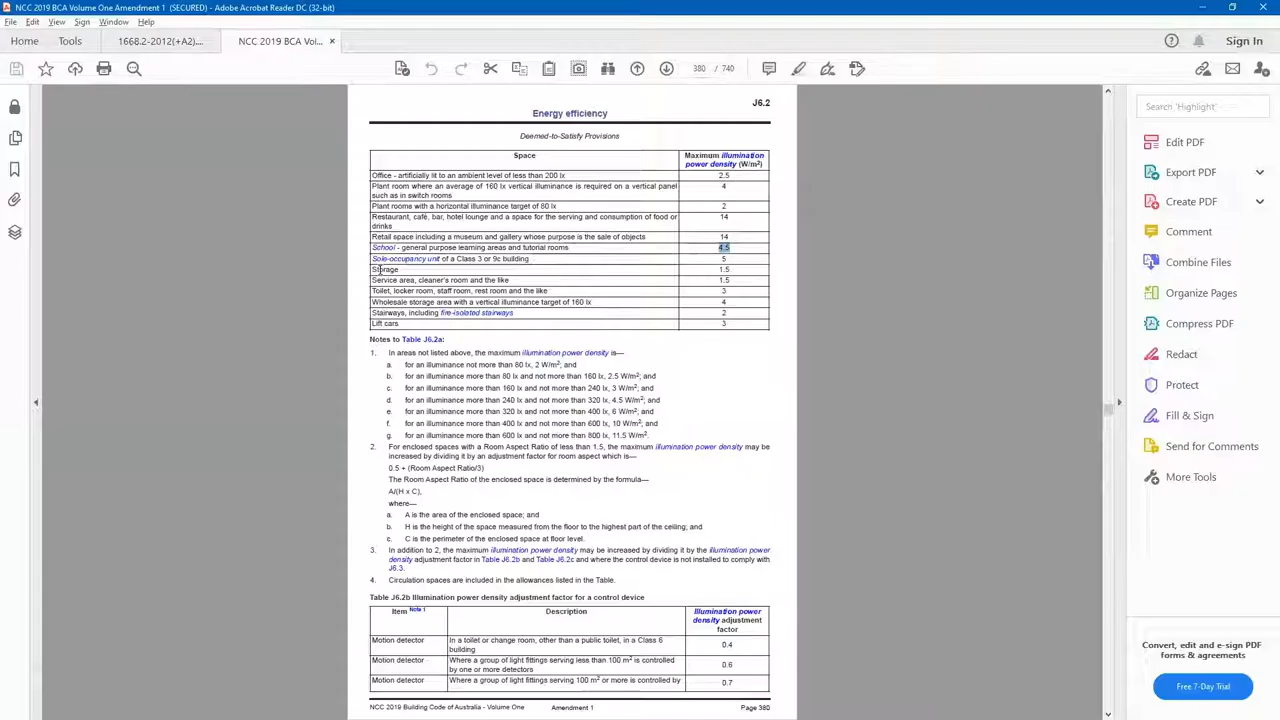 NCC 2019 BCA Volume One Amendment 1 (SECURED) - Adobe Acrobat Reader DC (32-bit)
File Edit View Sign Window Help
Home Tools 1668.2-2012(+A2).... NCC 2019 BCA Vol... × Sign In
380 / 740
J6.2
Energy efficiency
Deemed-to-Satisfy Provisions
Space Maximum illumination
power density (W/m2)
Office - artificially lit to an ambient level of less than 200 lx 2.5
Plant room where an average of 160 lx vertical illuminance is required on a vertical panel 4
such as in switch rooms
Plant rooms with a horizontal illuminance target of 80 lx 2
Restaurant, café, bar, hotel lounge and a space for the serving and consumption of food or 14
drinks
Retail space including a museum and gallery whose purpose is the sale of objects 14
School - general purpose learning areas and tutorial rooms 4.5
Sole-occupancy unit of a Class 3 or 9c building 5
Storage 1.5
Service area, cleaner's room and the like 1.5
Toilet, locker room, staff room, rest room and the like 3
Wholesale storage area with a vertical illuminance target of 160 lx 4
Stairways, including fire-isolated stairways 2
Lift cars 3
Notes to Table J6.2a:
1. In areas not listed above, the maximum illumination power density is—
a. for an illuminance not more than 80 lx, 2 W/m2; and
b. for an illuminance more than 80 lx and not more than 160 lx, 2.5 W/m2; and
c. for an illuminance more than 160 lx and not more than 240 lx, 3 W/m2; and
d. for an illuminance more than 240 lx and not more than 320 lx, 4.5 W/m2; and
e. for an illuminance more than 320 lx and not more than 400 lx, 6 W/m2; and
f. for an illuminance more than 400 lx and not more than 600 lx, 10 W/m2; and
g. for an illuminance more than 600 lx and not more than 800 lx, 11.5 W/m2.
2. For enclosed spaces with a Room Aspect Ratio of less than 1.5, the maximum illumination power density may be
increased by dividing it by an adjustment factor for room aspect which is—
0.5 + (Room Aspect Ratio/3)
The Room Aspect Ratio of the enclosed space is determined by the formula—
A/(H x C),
where—
a. A is the area of the enclosed space; and
b. H is the height of the space measured from the floor to the highest part of the ceiling; and
c. C is the perimeter of the enclosed space at floor level.
3. In addition to 2, the maximum illumination power density may be increased by dividing it by the illumination power
density adjustment factor in Table J6.2b and Table J6.2c and where the control device is not installed to comply with
J6.3.
4. Circulation spaces are included in the allowances listed in the Table.
Table J6.2b Illumination power density adjustment factor for a control device
Item Note 1 Description Illumination power
density adjustment
factor
Motion detector In a toilet or change room, other than a public toilet, in a Class 6 0.4
building
Motion detector Where a group of light fittings serving less than 100 m2 is controlled 0.6
by one or more detectors
Motion detector Where a group of light fittings serving 100 m2 or more is controlled by 0.7
NCC 2019 Building Code of Australia - Volume One Amendment 1 Page 380
Search 'Highlight'
Edit PDF
Export PDF
Create PDF
Comment
Combine Files
Organize Pages
Compress PDF
Redact
Protect
Fill & Sign
Send for Comments
More Tools
Convert, edit and e-sign PDF
forms & agreements
Free 7-Day Trial